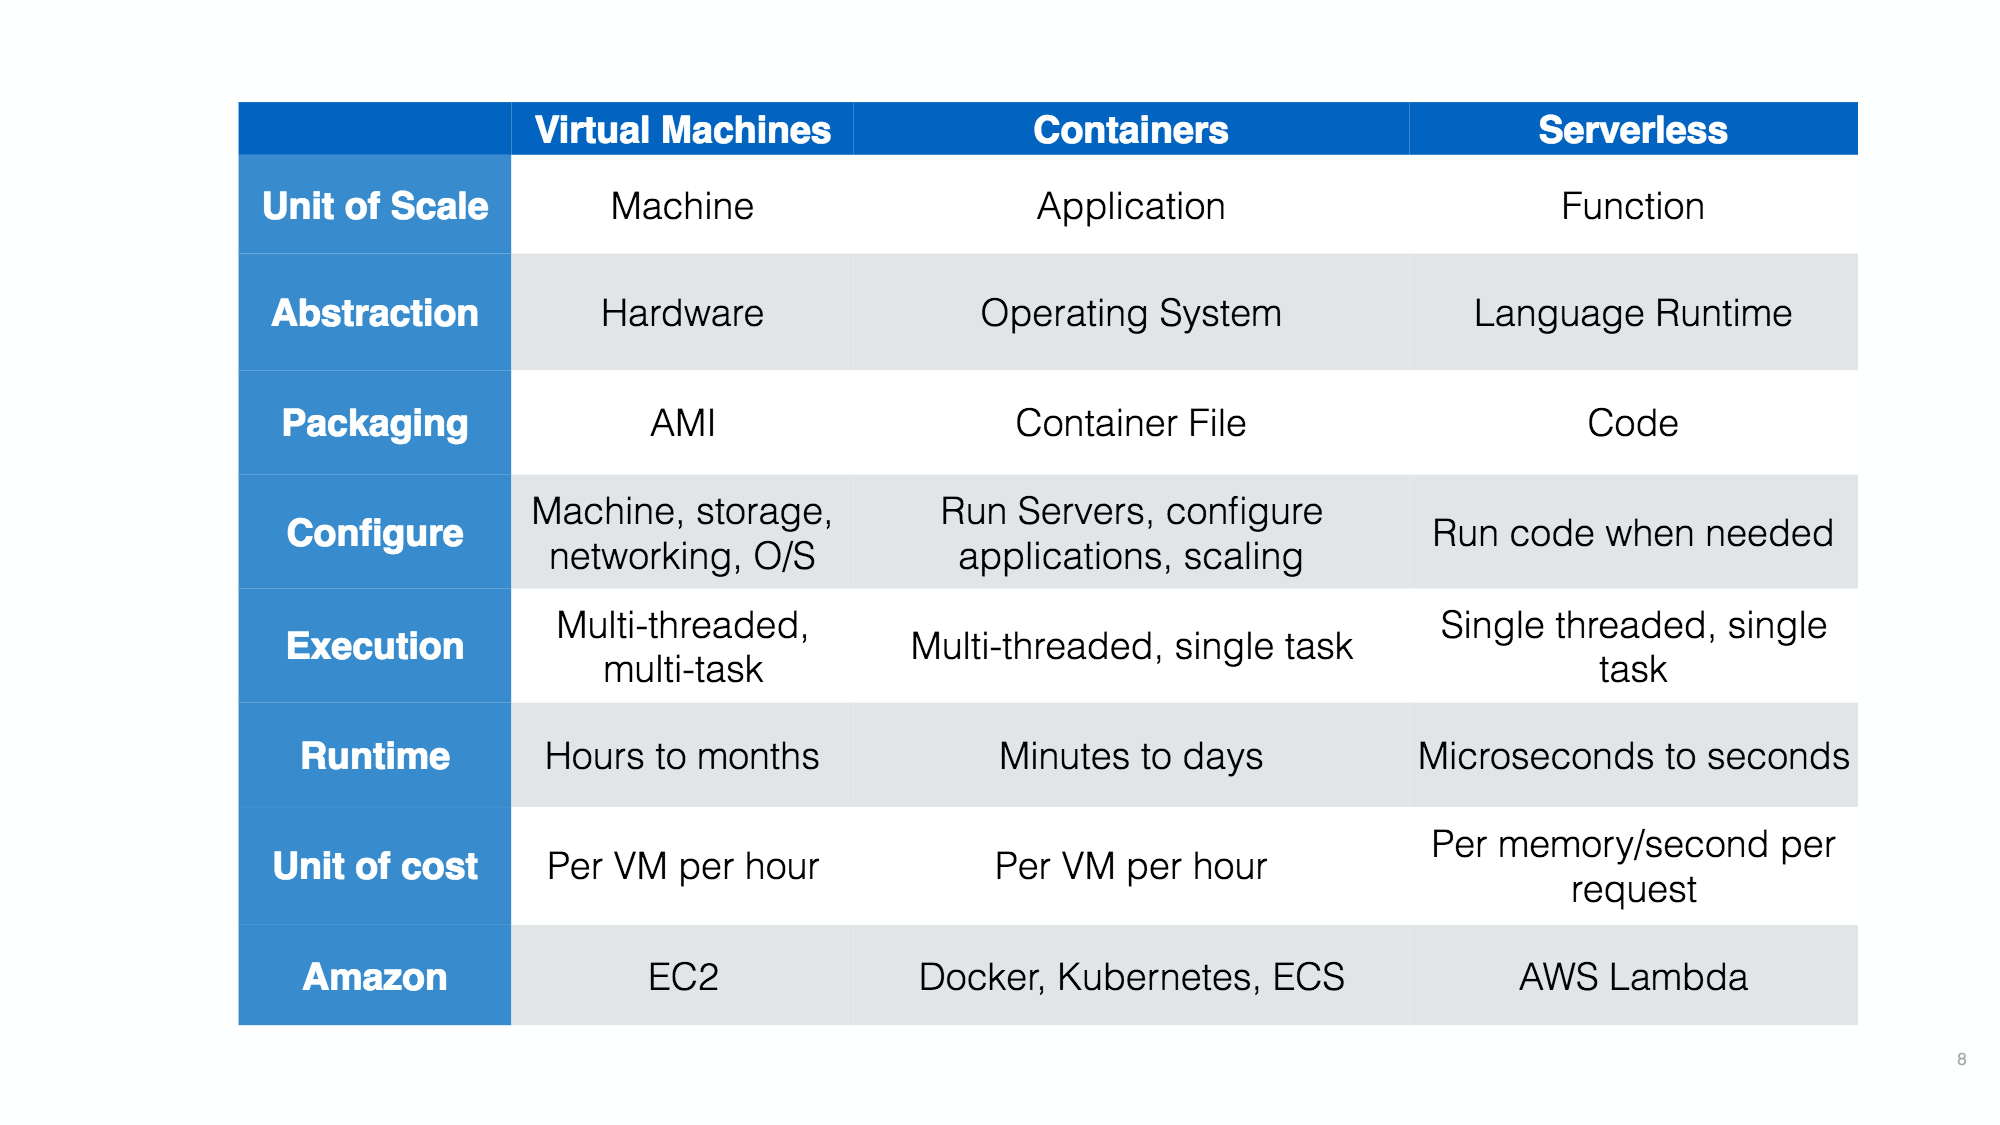 Virtual Machines Containers Serverless
Unit of Scale Machine Application Function
Abstraction Hardware Operating System Language Runtime
Packaging AMI Container File Code
Configure Machine, storage, networking, O/S Run Servers, configure applications, scaling Run code when needed
Execution Multi-threaded, multi-task Multi-threaded, single task Single threaded, single task
Runtime Hours to months Minutes to days Microseconds to seconds
Unit of cost Per VM per hour Per VM per hour Per memory/second per request
Amazon EC2 Docker, Kubernetes, ECS AWS Lambda
8